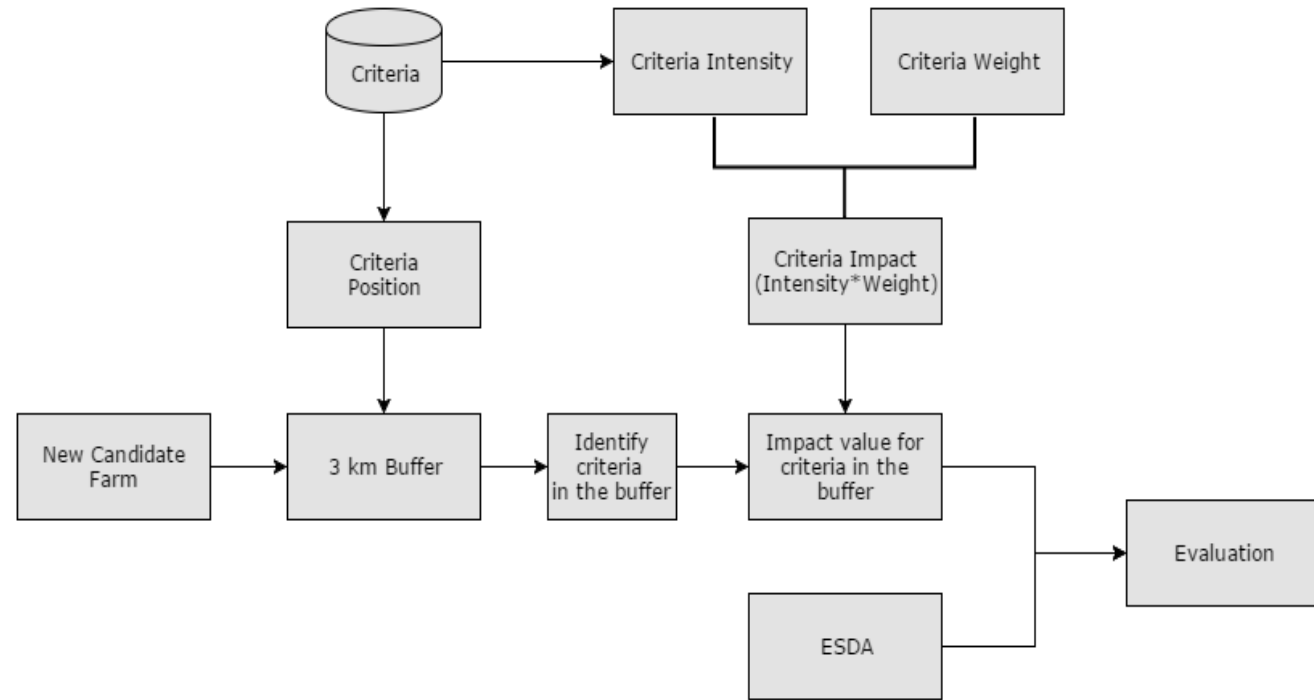 Criteria
Criteria Intensity
Criteria Weight
Criteria
Position
Criteria Impact
(Intensity*Weight)
New Candidate
Farm
3 km Buffer
Identify
criteria
in the buffer
Impact value for
criteria in the
buffer
Evaluation
ESDA